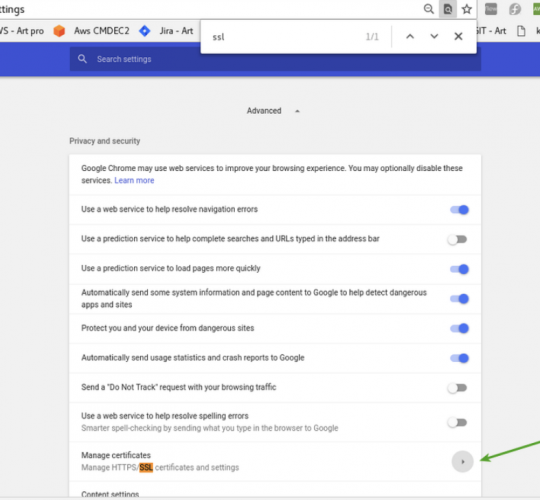 ttings
VS - Art pro Aws CMDEC2 Jira - Art GIT - Art k
ssl 1/1
Search settings
Advanced
Privacy and security
Google Chrome may use web services to improve your browsing experience. You may optionally disable these
services. Learn more
Use a web service to help resolve navigation errors
Use a prediction service to help complete searches and URLs typed in the address bar
Use a prediction service to load pages more quickly
Automatically send some system information and page content to Google to help detect dangerous
apps and sites
Protect you and your device from dangerous sites
Automatically send usage statistics and crash reports to Google
Send a "Do Not Track" request with your browsing traffic
Use a web service to help resolve spelling errors
Smarter spell-checking by sending what you type in the browser to Google
Manage certificates
Manage HTTPS/SSL certificates and settings
Content settings